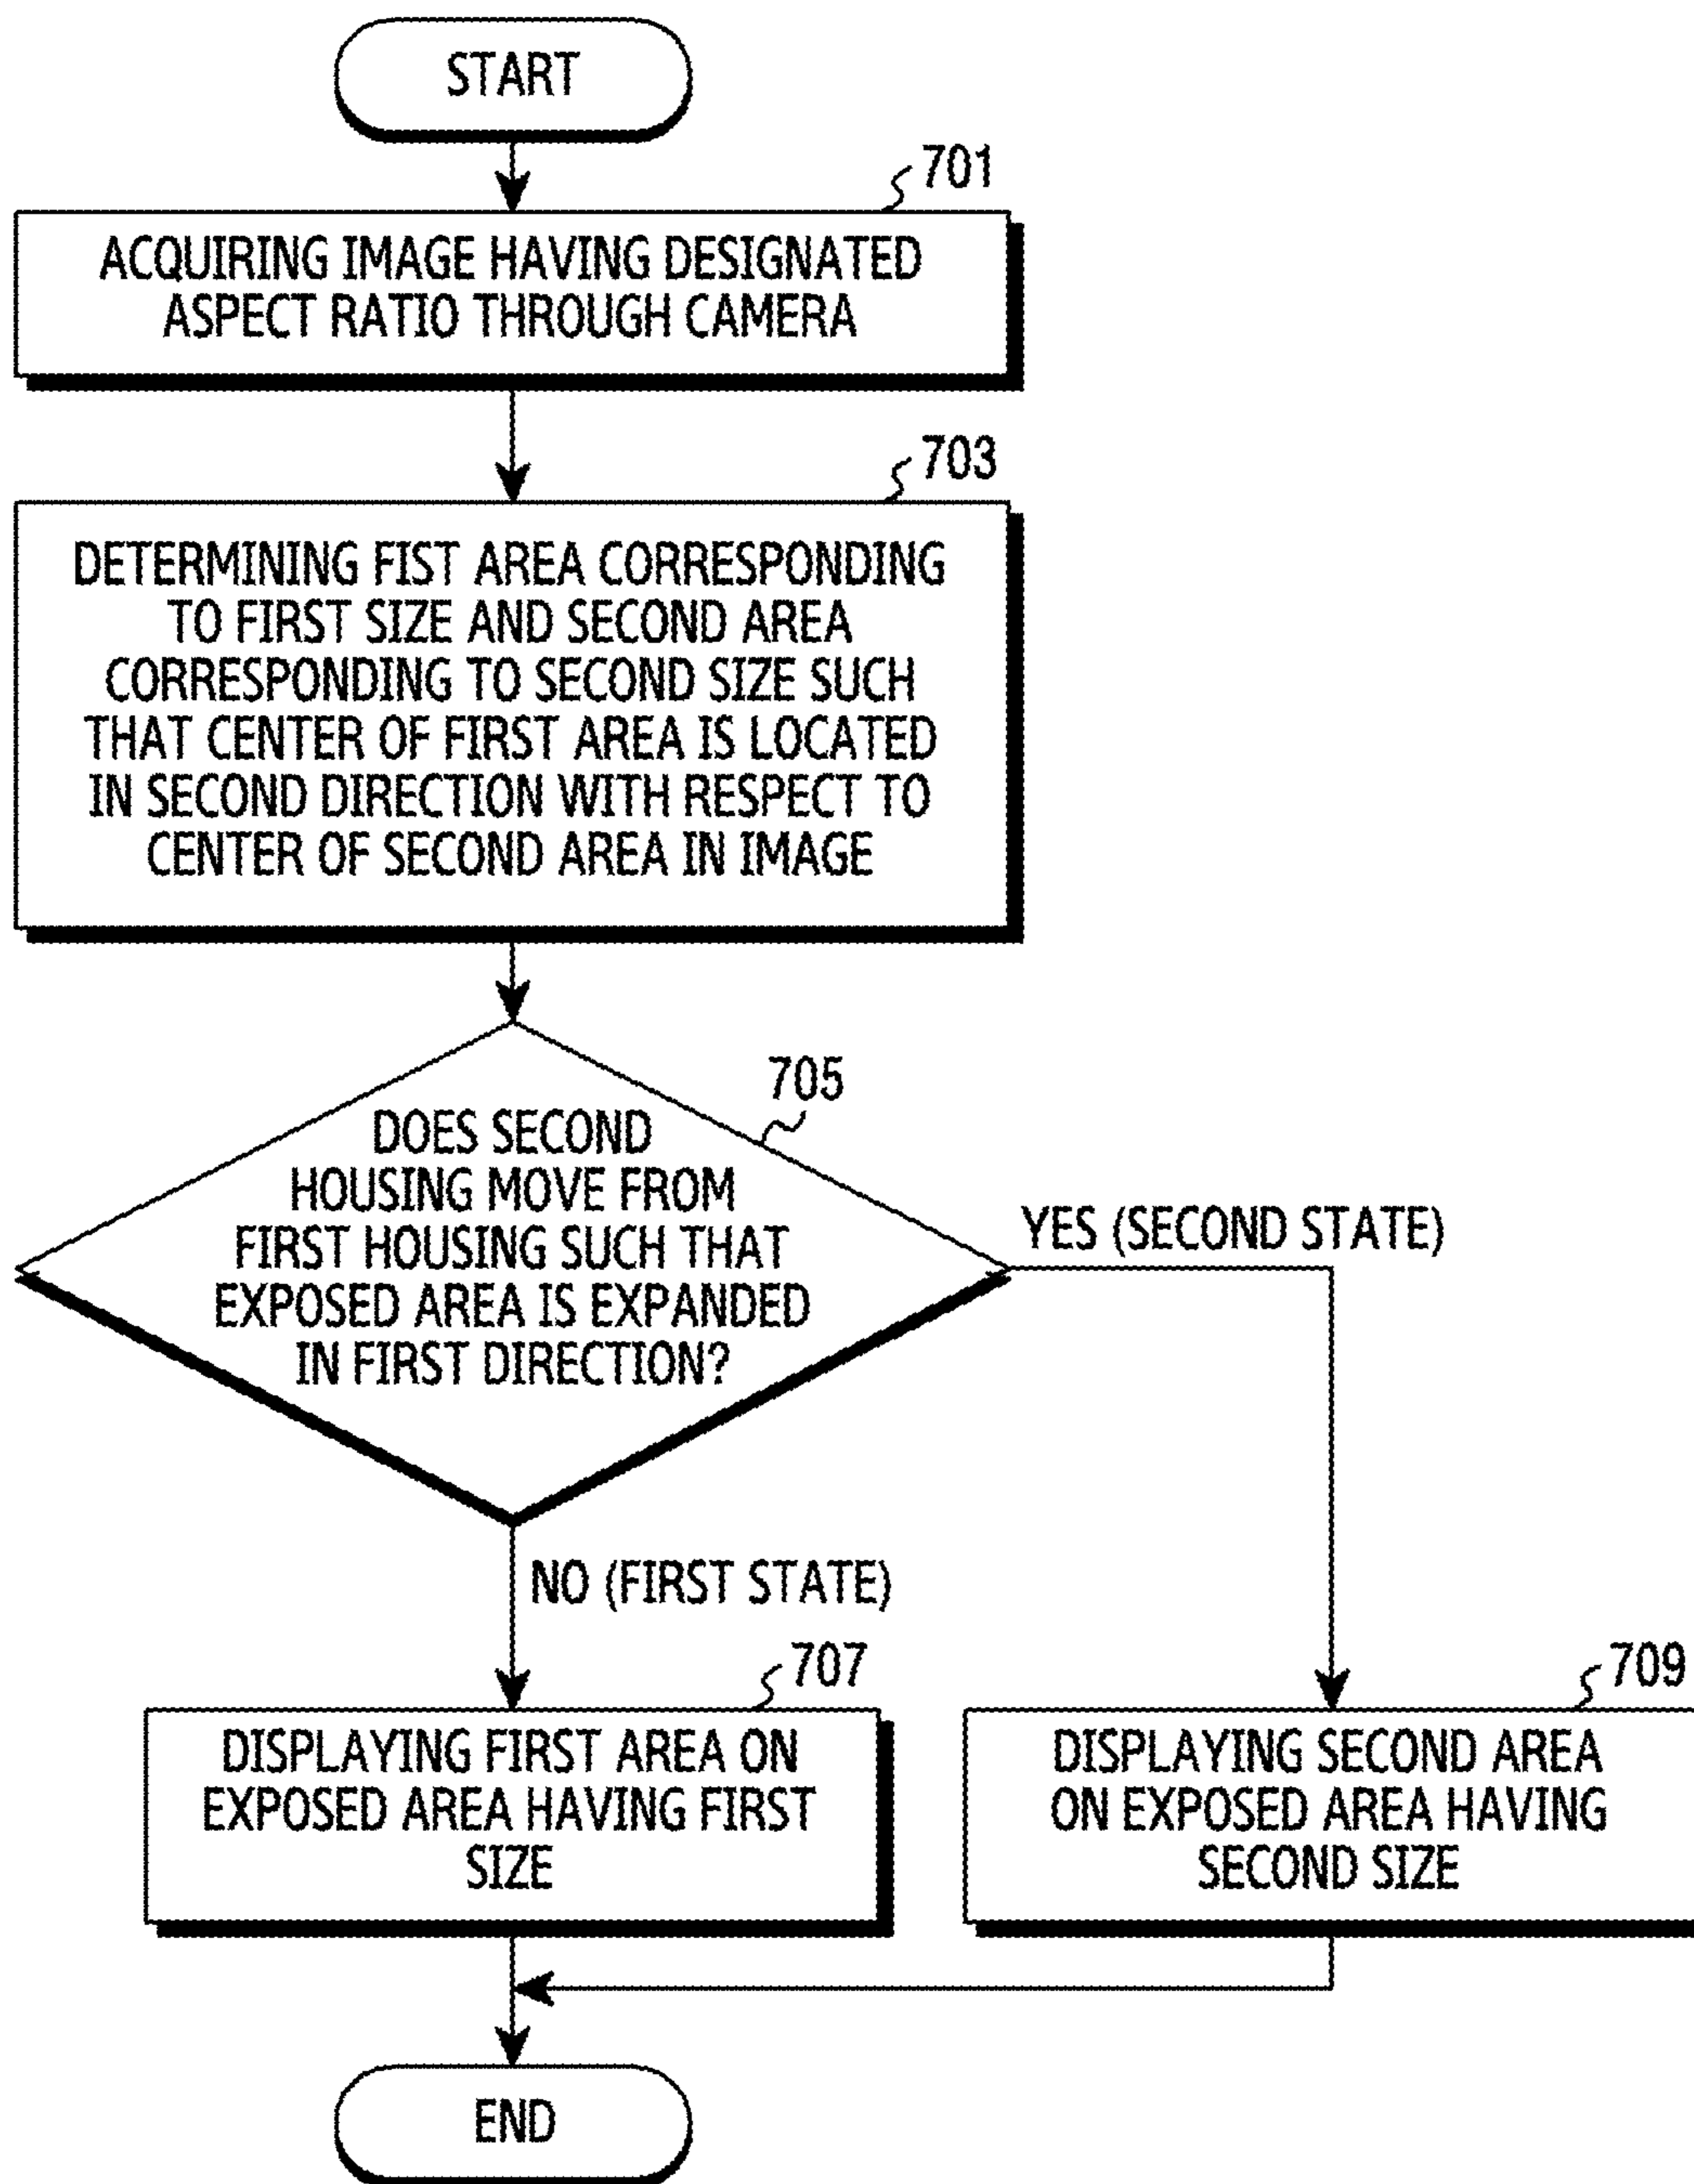 START
701
ACQUIRING IMAGE HAVING DESIGNATED
ASPECT RATIO THROUGH CAMERA
703
DETERMINING FIST AREA CORRESPONDING
TO FIRST SIZE AND SECOND AREA
CORRESPONDING TO SECOND SIZE SUCH
THAT CENTER OF FIRST AREA IS LOCATED
IN SECOND DIRECTION WITH RESPECT TO
CENTER OF SECOND AREA IN IMAGE
705
DOES SECOND
HOUSING MOVE FROM
FIRST HOUSING SUCH THAT
EXPOSED AREA IS EXPANDED
IN FIRST DIRECTION?
YES (SECOND STATE)
NO (FIRST STATE)
707
DISPLAYING FIRST AREA ON
EXPOSED AREA HAVING FIRST
SIZE
709
DISPLAYING SECOND AREA
ON EXPOSED AREA HAVING
SECOND SIZE
END